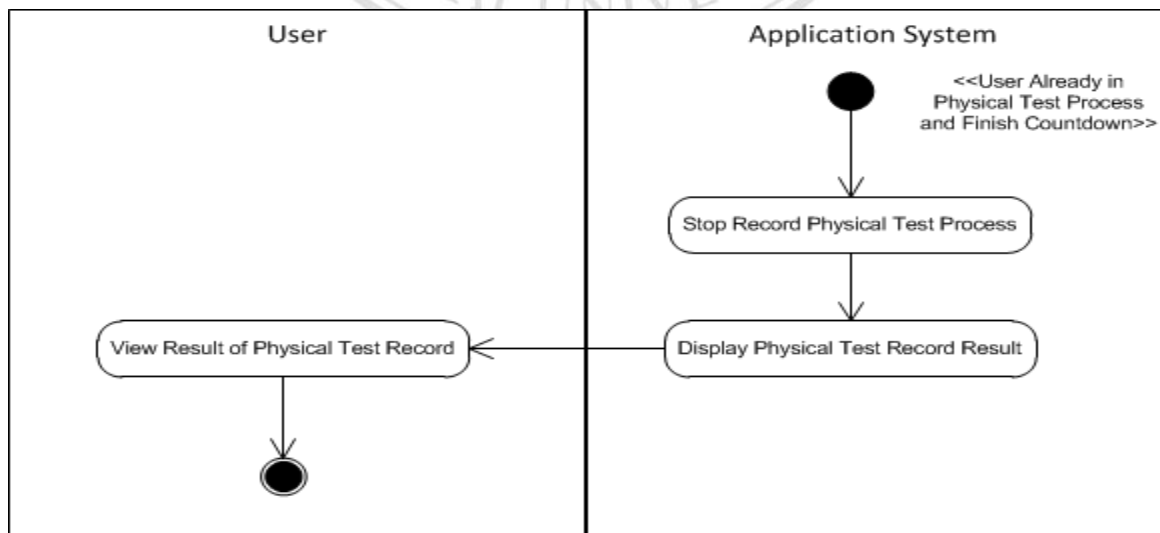 User
Application System
<<User Already in
Physical Test Process
and Finish Countdown>>
Stop Record Physical Test Process
View Result of Physical Test Record
Display Physical Test Record Result